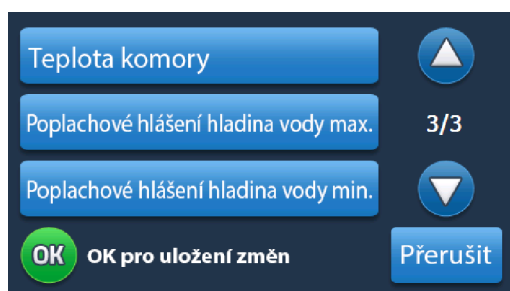 Teplota komory
Poplachové hlášení hladina vody max.
3/3
Poplachové hlášení hladina vody min.
OK OK pro uložení změn
Přerušit